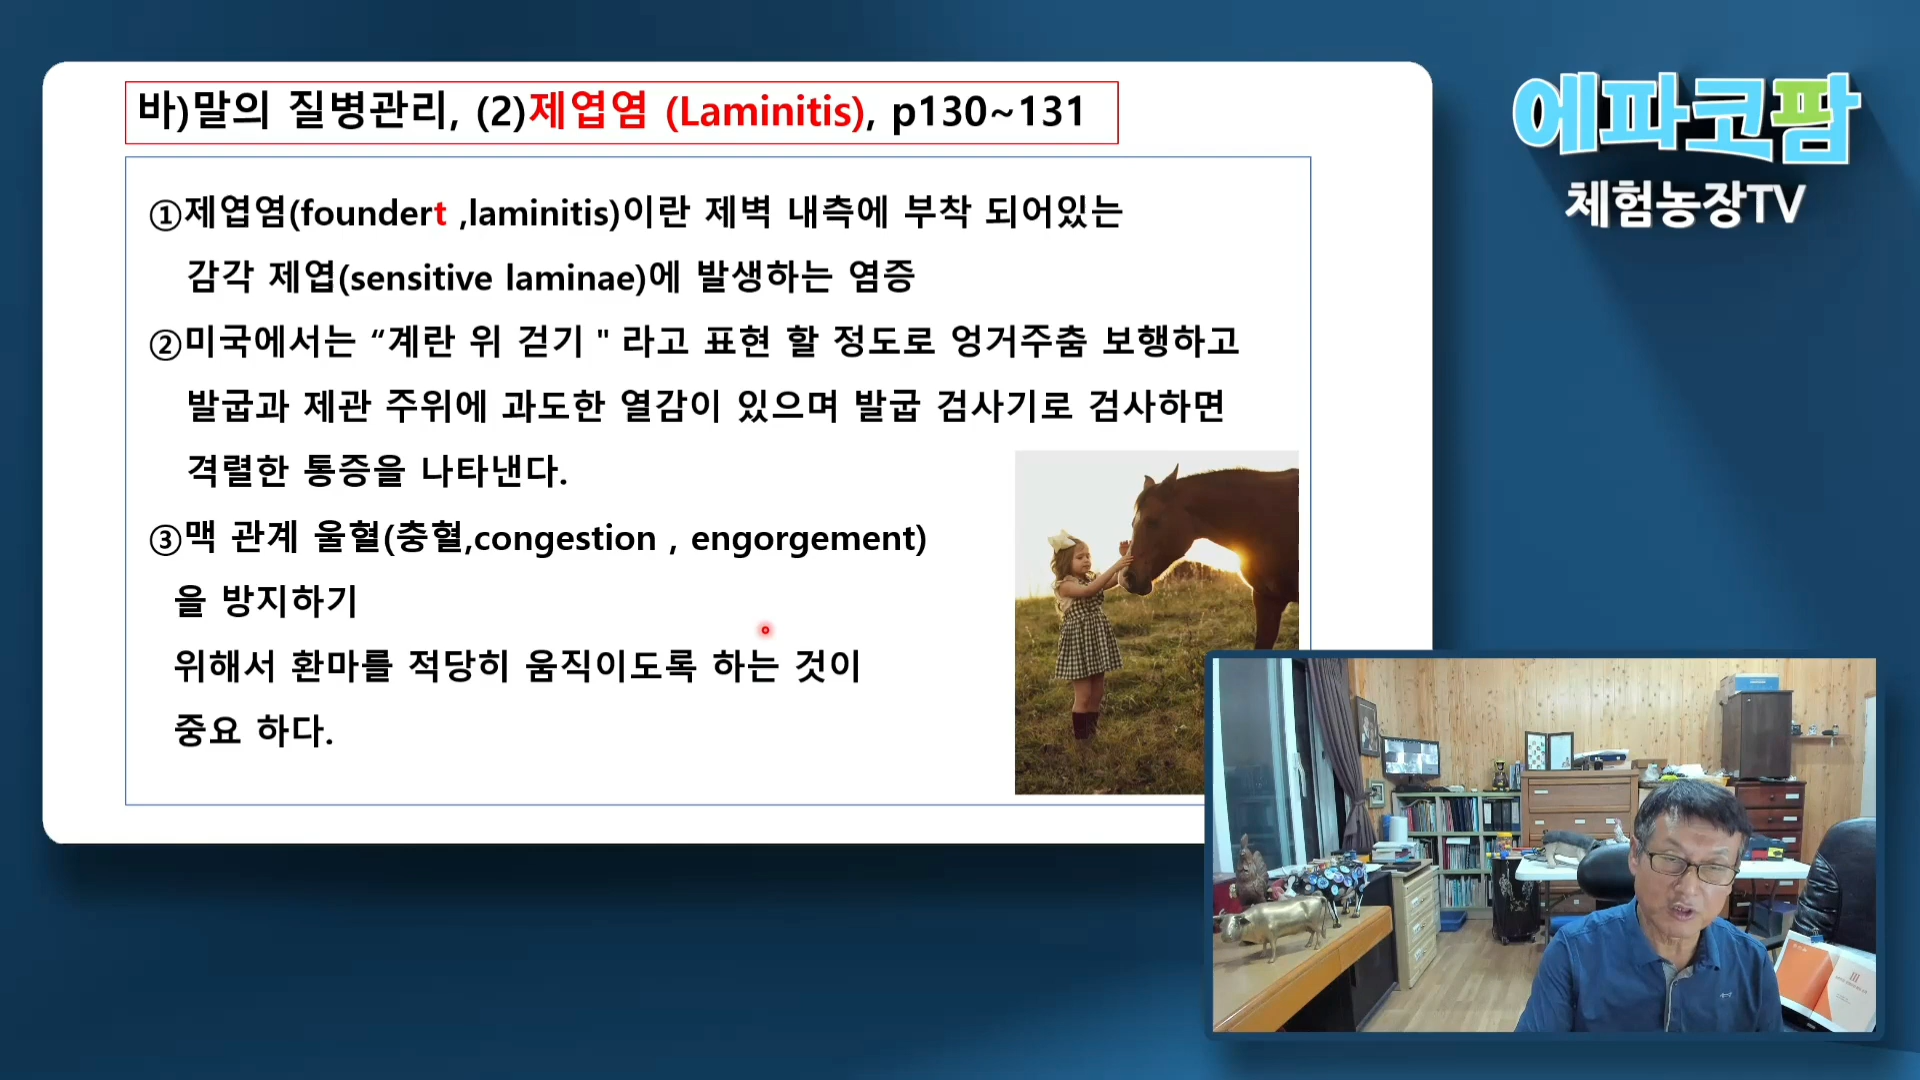 바)말의 질병관리, (2)제엽염 (Laminitis), p130~131
①제엽염(foundert ,laminitis)이란 제벽 내측에 부착 되어있는
감각 제엽(sensitive laminae)에 발생하는 염증
②미국에서는 “계란 위 걷기 " 라고 표현 할 정도로 엉거주춤 보행하고
발굽과 제관 주위에 과도한 열감이 있으며 발굽 검사기로 검사하면
격렬한 통증을 나타낸다.
③맥 관계 울혈(충혈,congestion , engorgement)
을 방지하기
위해서 환마를 적당히 움직이도록 하는 것이
중요 하다.
에파코팜
체험농장TV